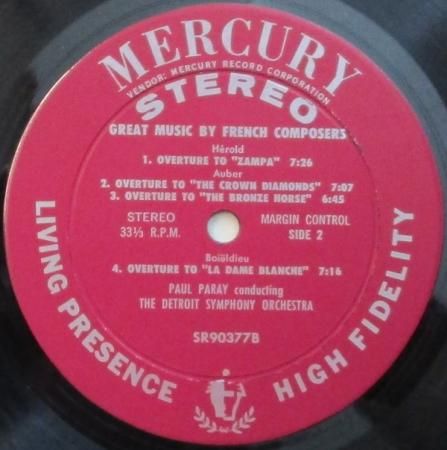 MERCURY
VENDOR: MERCURY RECORD CORPORATION
STEREO
GREAT MUSIC BY FRENCH COMPOSERS
Hérold
1. OVERTURE TO "ZAMPA" 7:26
Auber
2. OVERTURE TO "THE CROWN DIAMONDS" 7:07
3. OVERTURE TO "THE BRONZE HORSE" 6:45
STEREO
33⅓ R.P.M.
MARGIN CONTROL
SIDE 2
Boiëldieu
4. OVERTURE TO "LA DAME BLANCHE" 7:16
PAUL PARAY conducting
THE DETROIT SYMPHONY ORCHESTRA
SR90377B
LIVING PRESENCE
HIGH FIDELITY